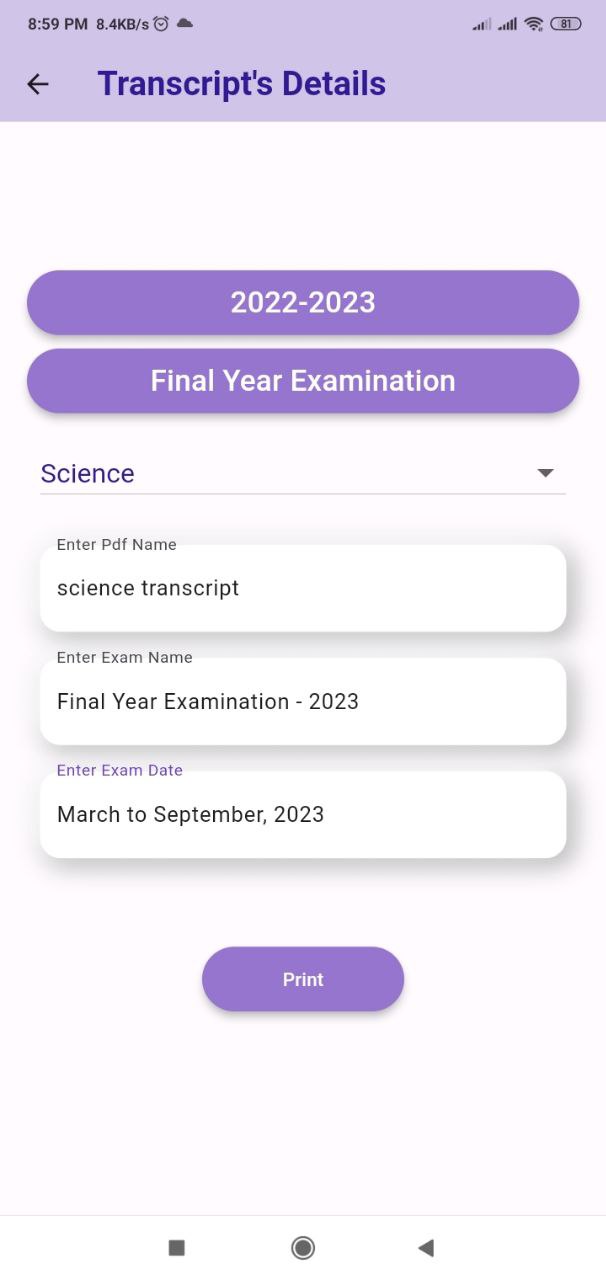 8:59 PM 8.4KB/s 81
Transcript's Details
2022-2023
Final Year Examination
Science
Enter Pdf Name
science transcript
Enter Exam Name
Final Year Examination - 2023
Enter Exam Date
March to September, 2023
Print